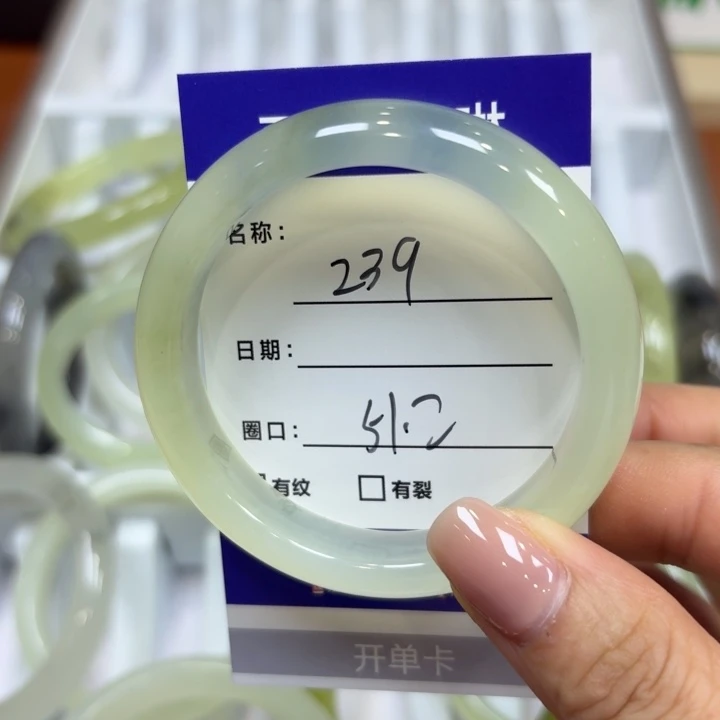 名称: 239
日期:
圈口: 51.2
有纹 有裂
开单卡